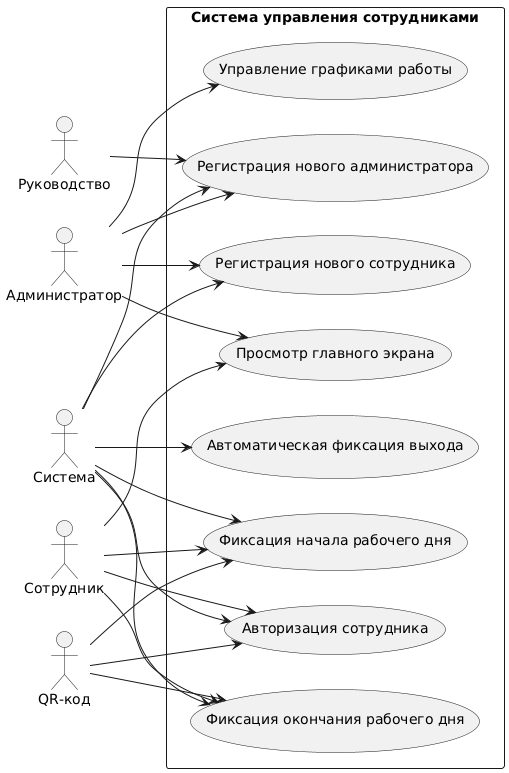 Система управления сотрудниками
Управление графиками работы
Руководство
Регистрация нового администратора
Администратор
Регистрация нового сотрудника
Просмотр главного экрана
Система
Автоматическая фиксация выхода
Сотрудник
Фиксация начала рабочего дня
QR-код
Авторизация сотрудника
Фиксация окончания рабочего дня